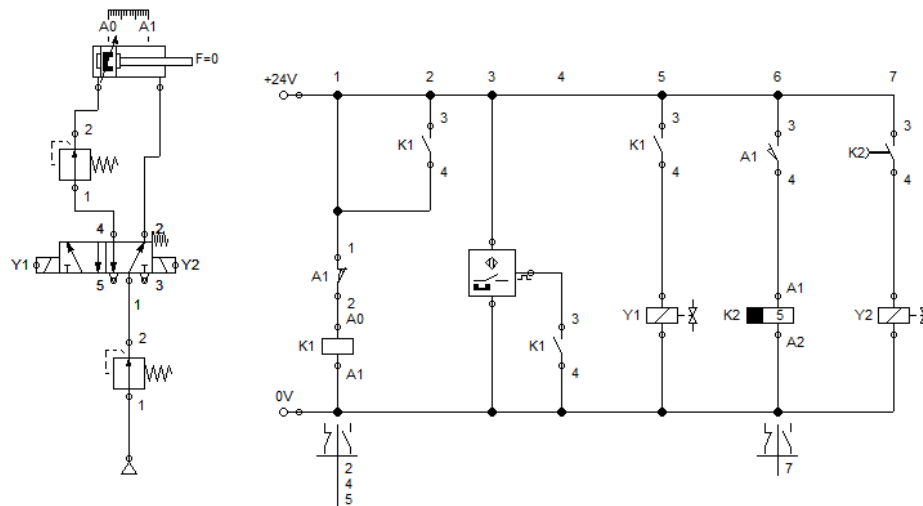 A0 A1
F=0
2
1
4 2
Y1 Y2
5 3
1
2
1
1 2 3 4 5 6 7
+24V
3 3 3 3
K1 K1 A1 K2
4 4 4 4
1
A1
2
A0
K1
A1
3
K1
4
Y1
A1
K2 5
A2
Y2
0V
2
4
5
7